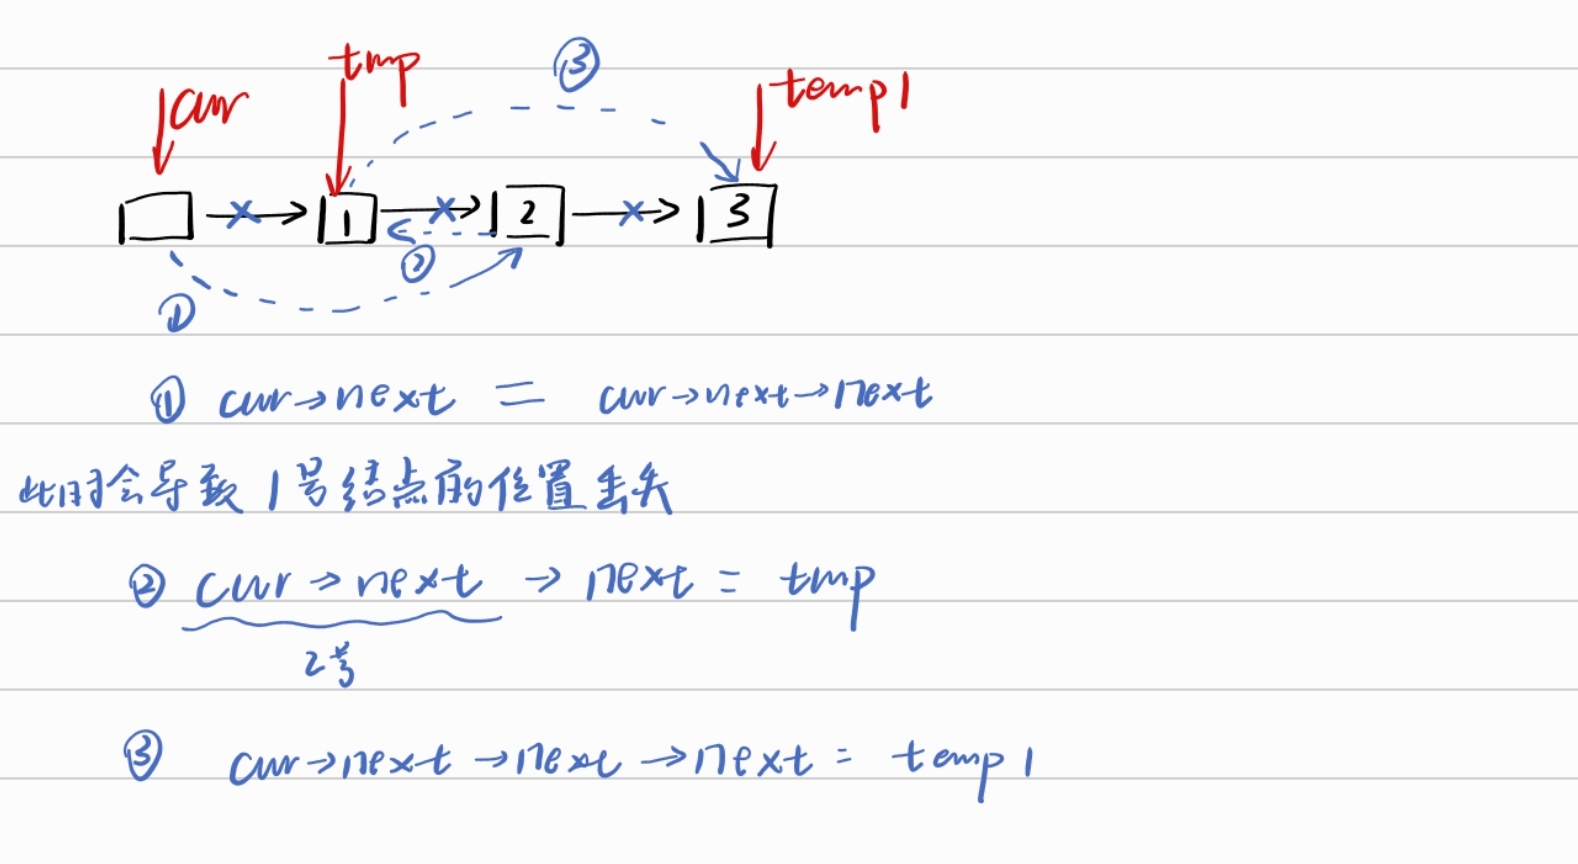 cur tmp ③ temp1
1 2 3
②
①
① cur→next = cur→next→next
此时会导致1号结点的位置丢失
② cur→next→next = tmp
2号
③ cur→next→next→next = temp1